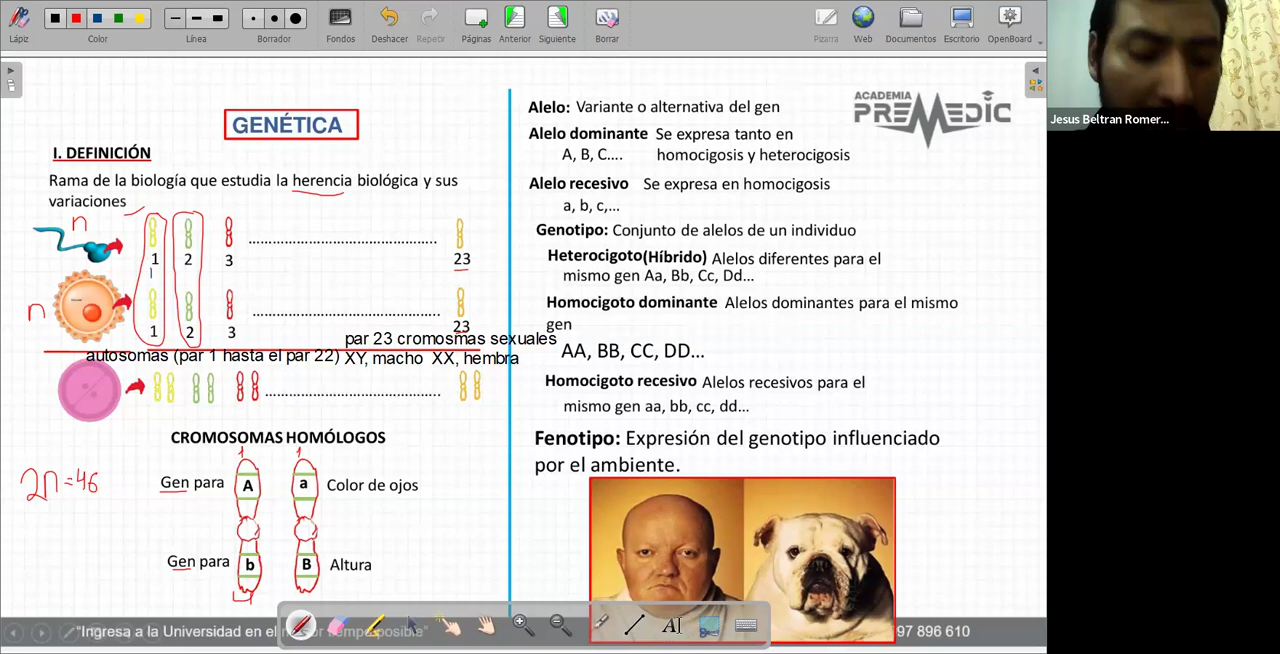 Lápiz
Color
Línea
Borrador
Fondos
Deshacer
Repetir
Páginas
Anterior
Siguiente
Borrar
Pizarra
Web
Documentos
Escritorio
OpenBoard
Jesus Beltran Romer...
GENÉTICA
I. DEFINICIÓN
Rama de la biología que estudia la herencia biológica y sus
variaciones
n
1 2 3 23
n
1 2 3 23
par 23 cromosmas sexuales
autosomas (par 1 hasta el par 22) XY, macho XX, hembra
CROMOSOMAS HOMÓLOGOS
1 1
2n=46
Gen para A a Color de ojos
Gen para b B Altura
ACADEMIA
PREMEDIC
Alelo: Variante o alternativa del gen
Alelo dominante Se expresa tanto en
A, B, C.... homocigosis y heterocigosis
Alelo recesivo Se expresa en homocigosis
a, b, c,...
Genotipo: Conjunto de alelos de un individuo
Heterocigoto(Híbrido) Alelos diferentes para el
mismo gen Aa, Bb, Cc, Dd...
Homocigoto dominante Alelos dominantes para el mismo
gen
AA, BB, CC, DD...
Homocigoto recesivo Alelos recesivos para el
mismo gen aa, bb, cc, dd...
Fenotipo: Expresión del genotipo influenciado
por el ambiente.
"Ingresa a la Universidad en el tiempo posible"
97 896 610